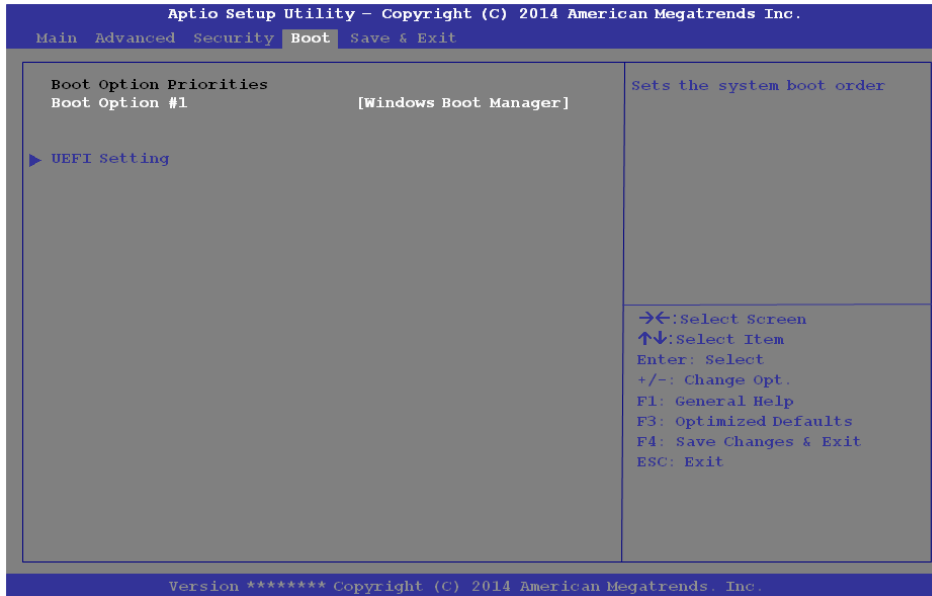 Aptio Setup Utility – Copyright (C) 2014 American Megatrends Inc.
Main Advanced Security Boot Save & Exit
Boot Option Priorities
Boot Option #1 [Windows Boot Manager]
UEFI Setting
Sets the system boot order
→←:Select Screen
↑↓:Select Item
Enter: Select
+/-: Change Opt.
F1: General Help
F3: Optimized Defaults
F4: Save Changes & Exit
ESC: Exit
Version ******** Copyright (C) 2014 American Megatrends. Inc.